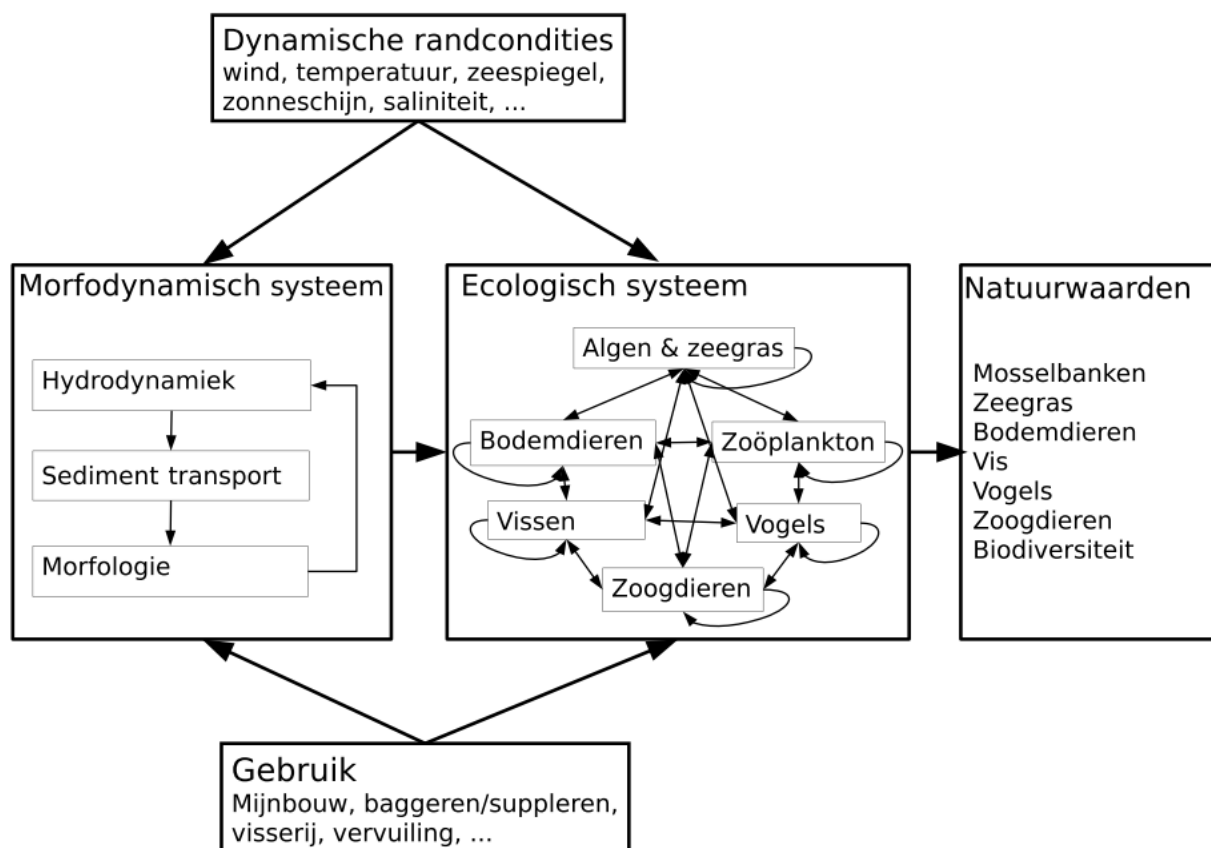 Dynamische randcondities
wind, temperatuur, zeespiegel,
zonneschijn, saliniteit, ...
Morfodynamisch systeem
Hydrodynamiek
Sediment transport
Morfologie
Ecologisch systeem
Algen & zeegras
Bodemdieren
Zoöplankton
Vissen
Vogels
Zoogdieren
Natuurwaarden
Mosselbanken
Zeegras
Bodemdieren
Vis
Vogels
Zoogdieren
Biodiversiteit
Gebruik
Mijnbouw, baggeren/suppleren,
visserij, vervuiling, ...